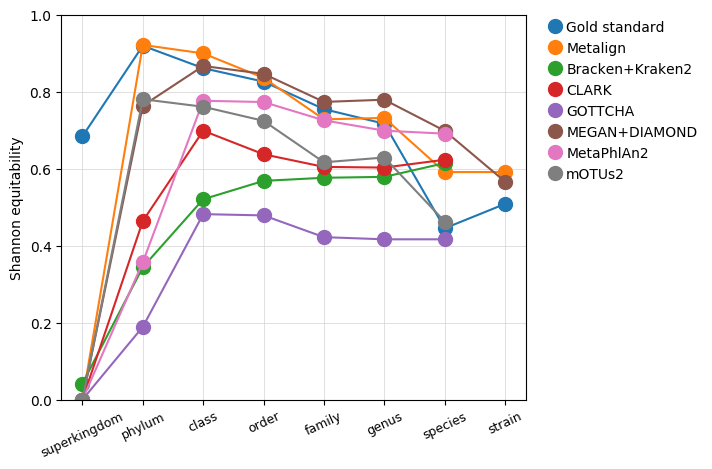 1.0
0.8
0.6
0.4
0.2
0.0
Shannon equitability
superkingdom
phylum
class
order
family
genus
species
strain
Gold standard
Metalign
Bracken+Kraken2
CLARK
GOTTCHA
MEGAN+DIAMOND
MetaPhlAn2
mOTUs2